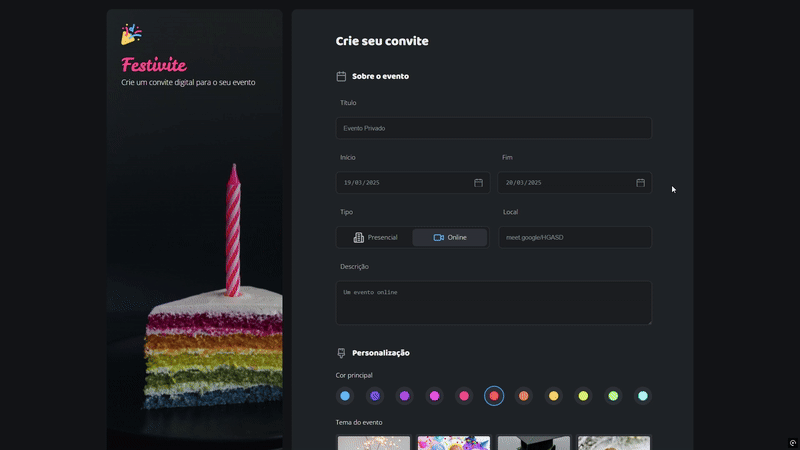 Festivite
Crie um convite digital para o seu evento
Crie seu convite
Sobre o evento
Título
Evento Privado
Início
Fim
19/03/2025
20/03/2025
Tipo
Local
Presencial
Online
meet.google/HGASD
Descrição
Um evento online
Personalização
Cor principal
Tema do evento